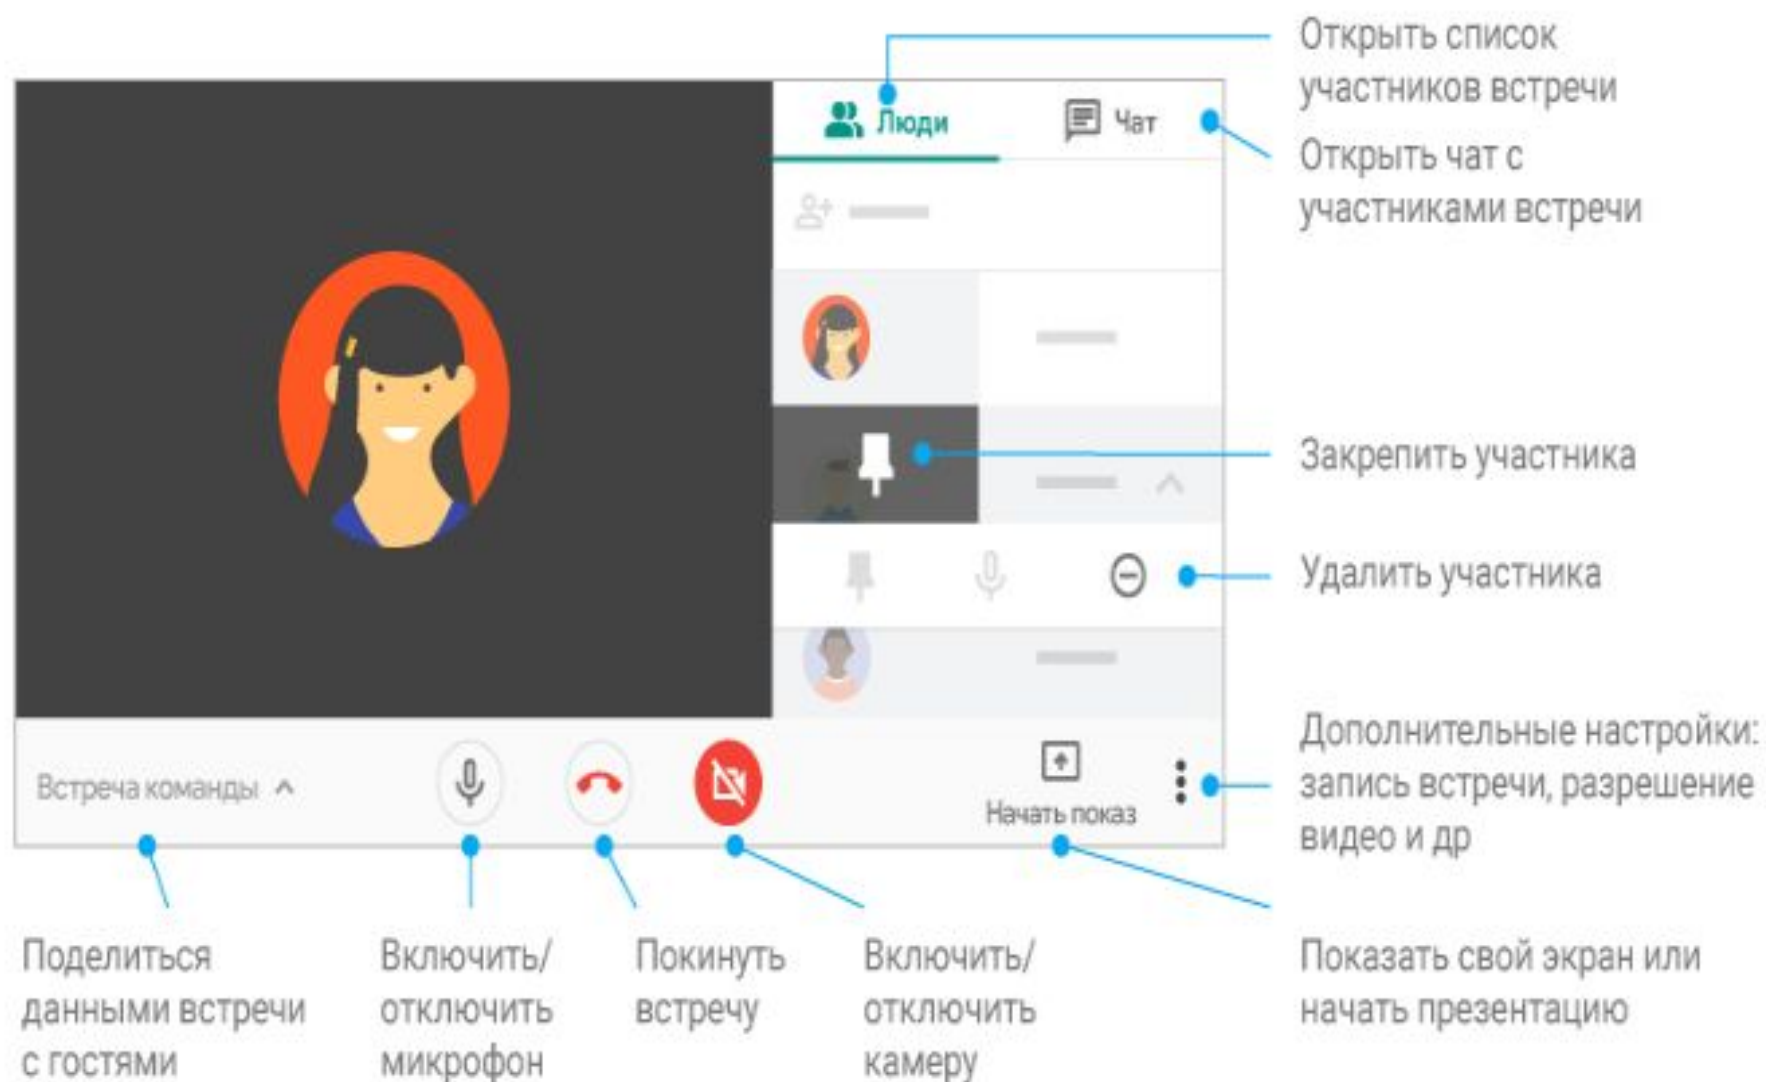 Открыть список
участников встречи
Люди
Чат
Открыть чат с
участниками встречи
Закрепить участника
Удалить участника
Дополнительные настройки:
запись встречи, разрешение
видео и др
Встреча команды
Начать показ
Поделиться
данными встречи
с гостями
Включить/
отключить
микрофон
Покинуть
встречу
Включить/
отключить
камеру
Показать свой экран или
начать презентацию